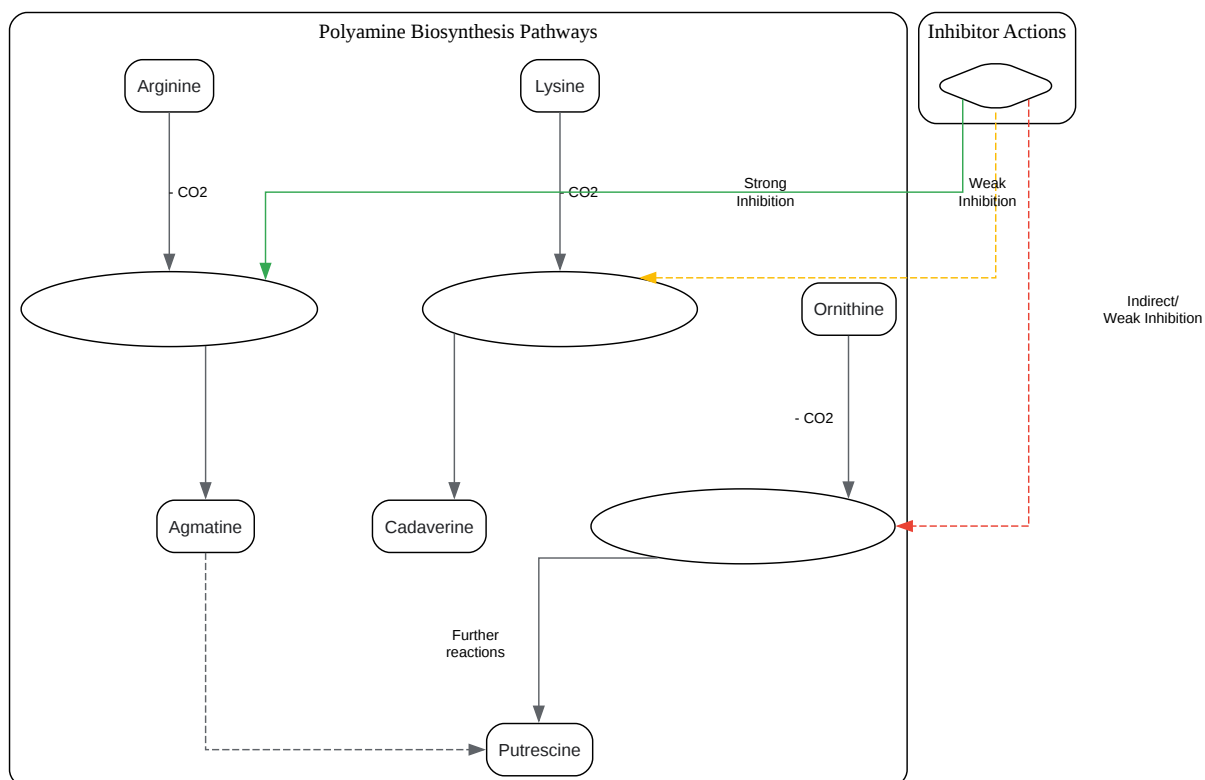 Polyamine Biosynthesis Pathways
Inhibitor Actions
Arginine
Lysine
- CO2
- CO2
Strong
Inhibition
Weak
Inhibition
Ornithine
Indirect/
Weak Inhibition
- CO2
Agmatine
Cadaverine
Further
reactions
Putrescine